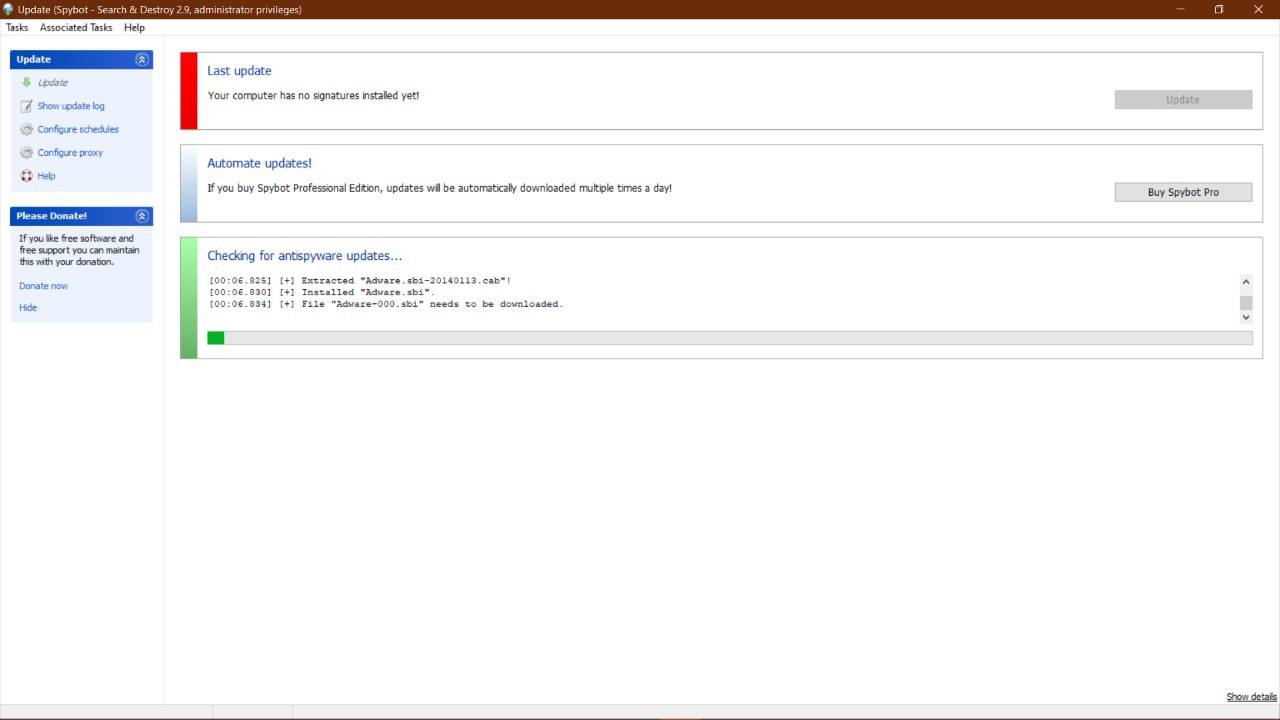 Update (Spybot - Search & Destroy 2.9, administrator privileges)
Tasks Associated Tasks Help
Update
Update
Show update log
Configure schedules
Configure proxy
Help
Please Donate!
If you like free software and
free support you can maintain
this with your donation.
Donate now
Hide
Last update
Your computer has no signatures installed yet!
Update
Automate updates!
If you buy Spybot Professional Edition, updates will be automatically downloaded multiple times a day!
Buy Spybot Pro
Checking for antispyware updates...
[00:06.825] [+] Extracted "Adware.sbi-20140113.cab"!
[00:06.830] [+] Installed "Adware.sbi".
[00:06.834] [+] File "Adware-000.sbi" needs to be downloaded.
Show details